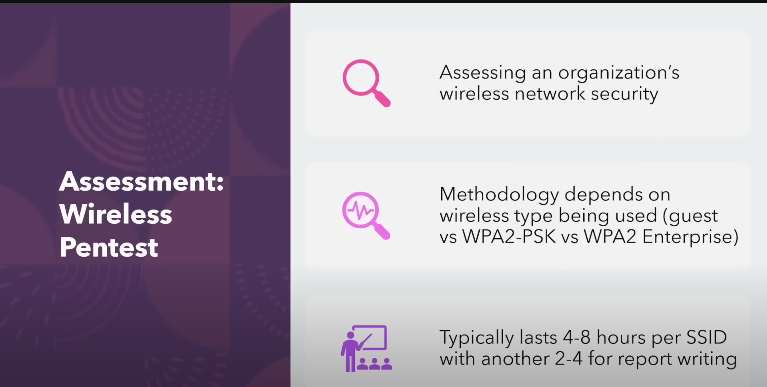 Assessment:
Wireless
Pentest
Assessing an organization's
wireless network security
Methodology depends on
wireless type being used (guest
vs WPA2-PSK vs WPA2 Enterprise)
Typically lasts 4-8 hours per SSID
with another 2-4 for report writing